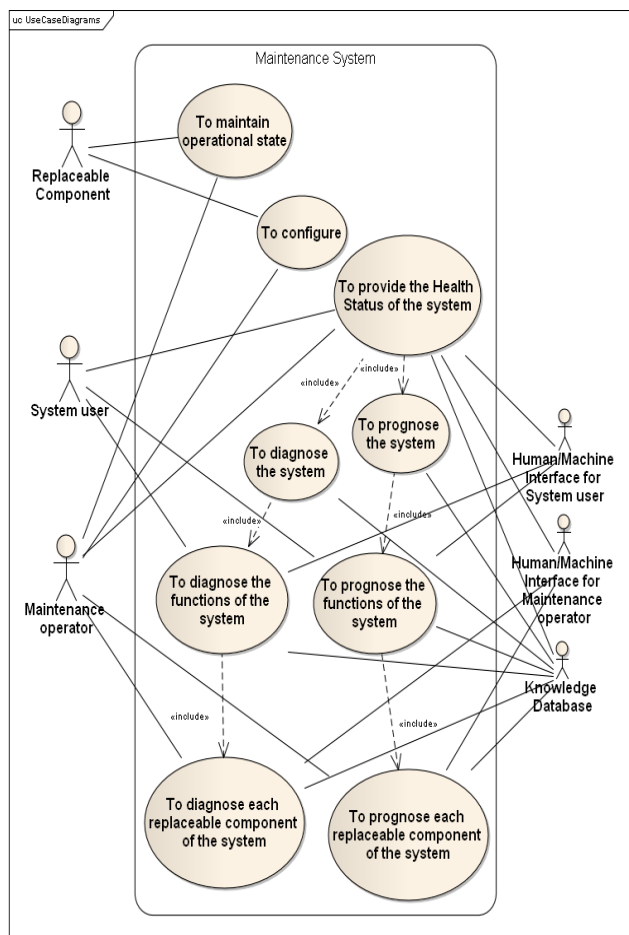 uc UseCaseDiagrams
Maintenance System
To maintain
operational state
Replaceable
Component
To configure
To provide the Health
Status of the system
System user
«include»
«include»
To prognose
the system
To diagnose
the system
Human/Machine
Interface for
System user
«include»
«include»
Maintenance
operator
To diagnose the
functions of the
system
To prognose the
functions of the
system
Human/Machine
Interface for
Maintenance
operator
Knowledge
Database
«include»
«include»
To diagnose each
replaceable component
of the system
To prognose each
replaceable component
of the system